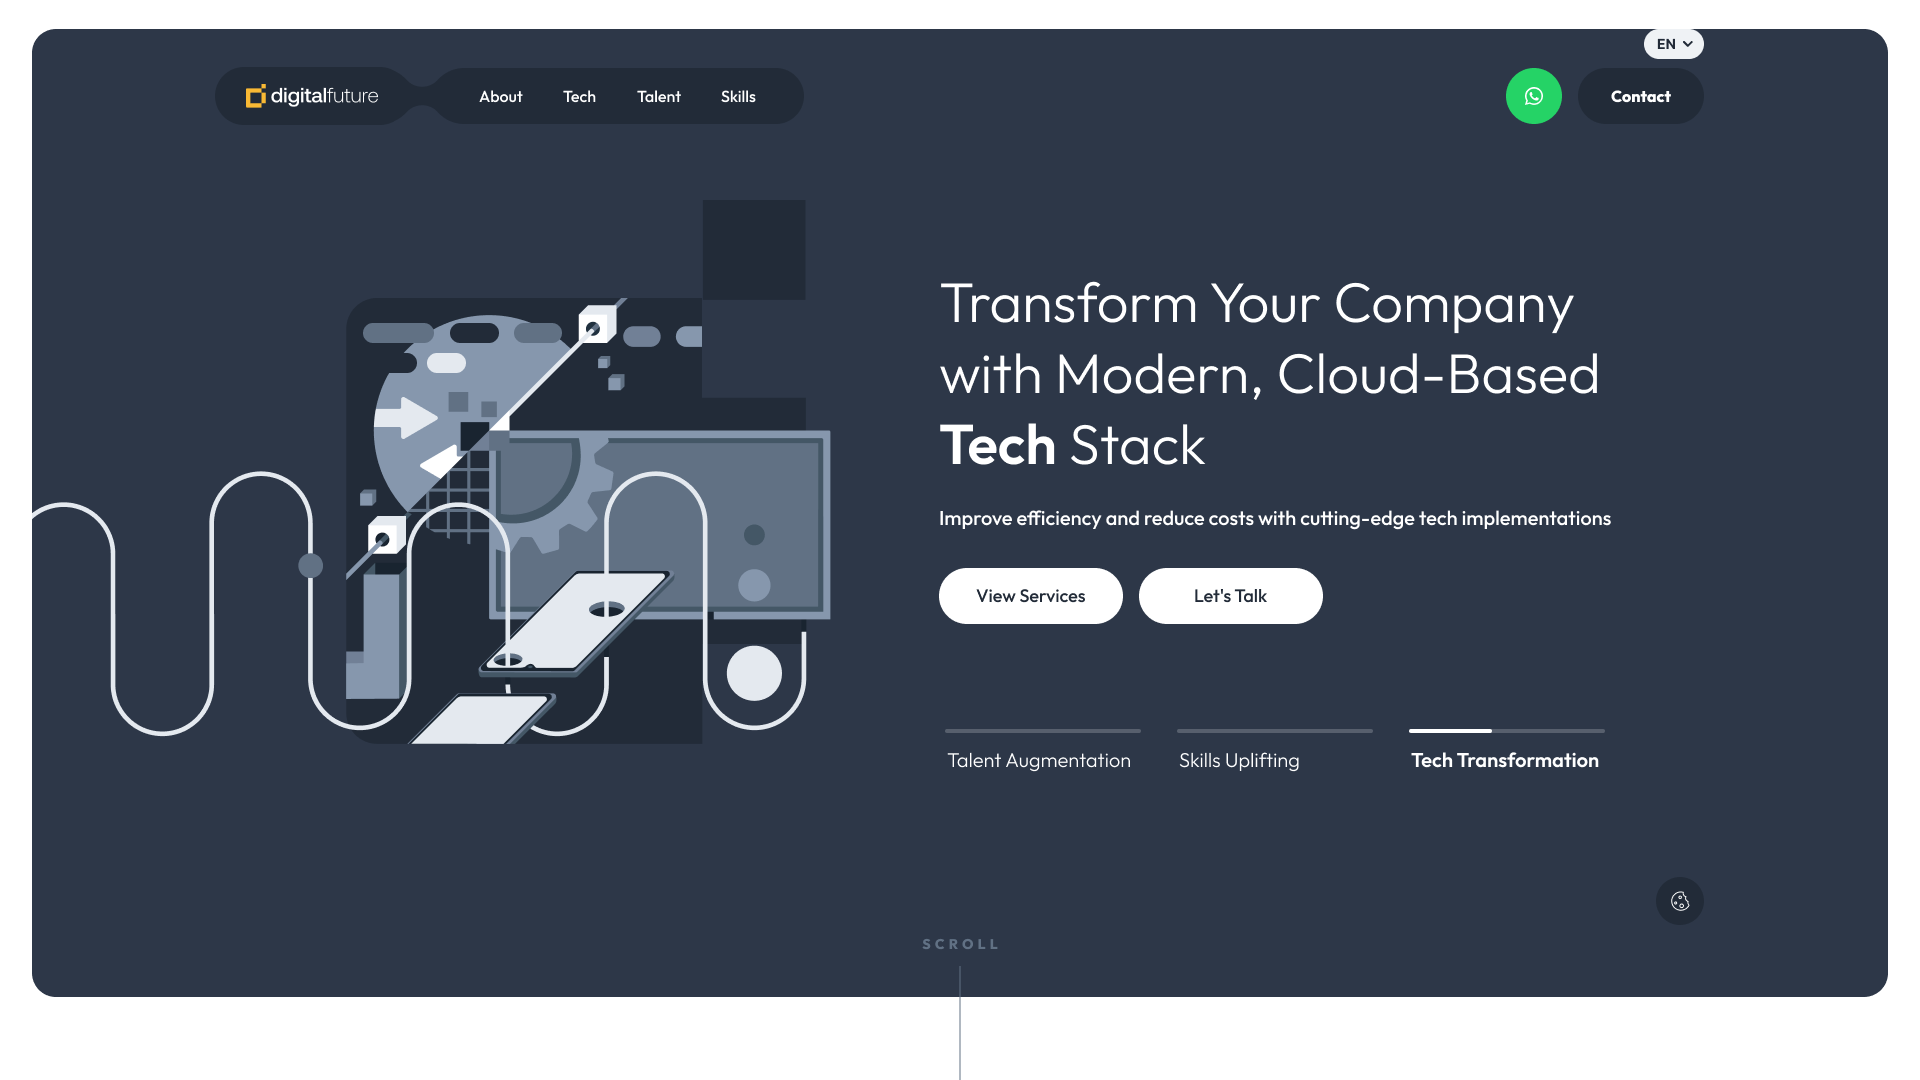 EN
digitalfuture
About
Tech
Talent
Skills
Contact
Transform Your Company
with Modern, Cloud-Based
Tech Stack
Improve efficiency and reduce costs with cutting-edge tech implementations
View Services
Let's Talk
Talent Augmentation
Skills Uplifting
Tech Transformation
SCROLL